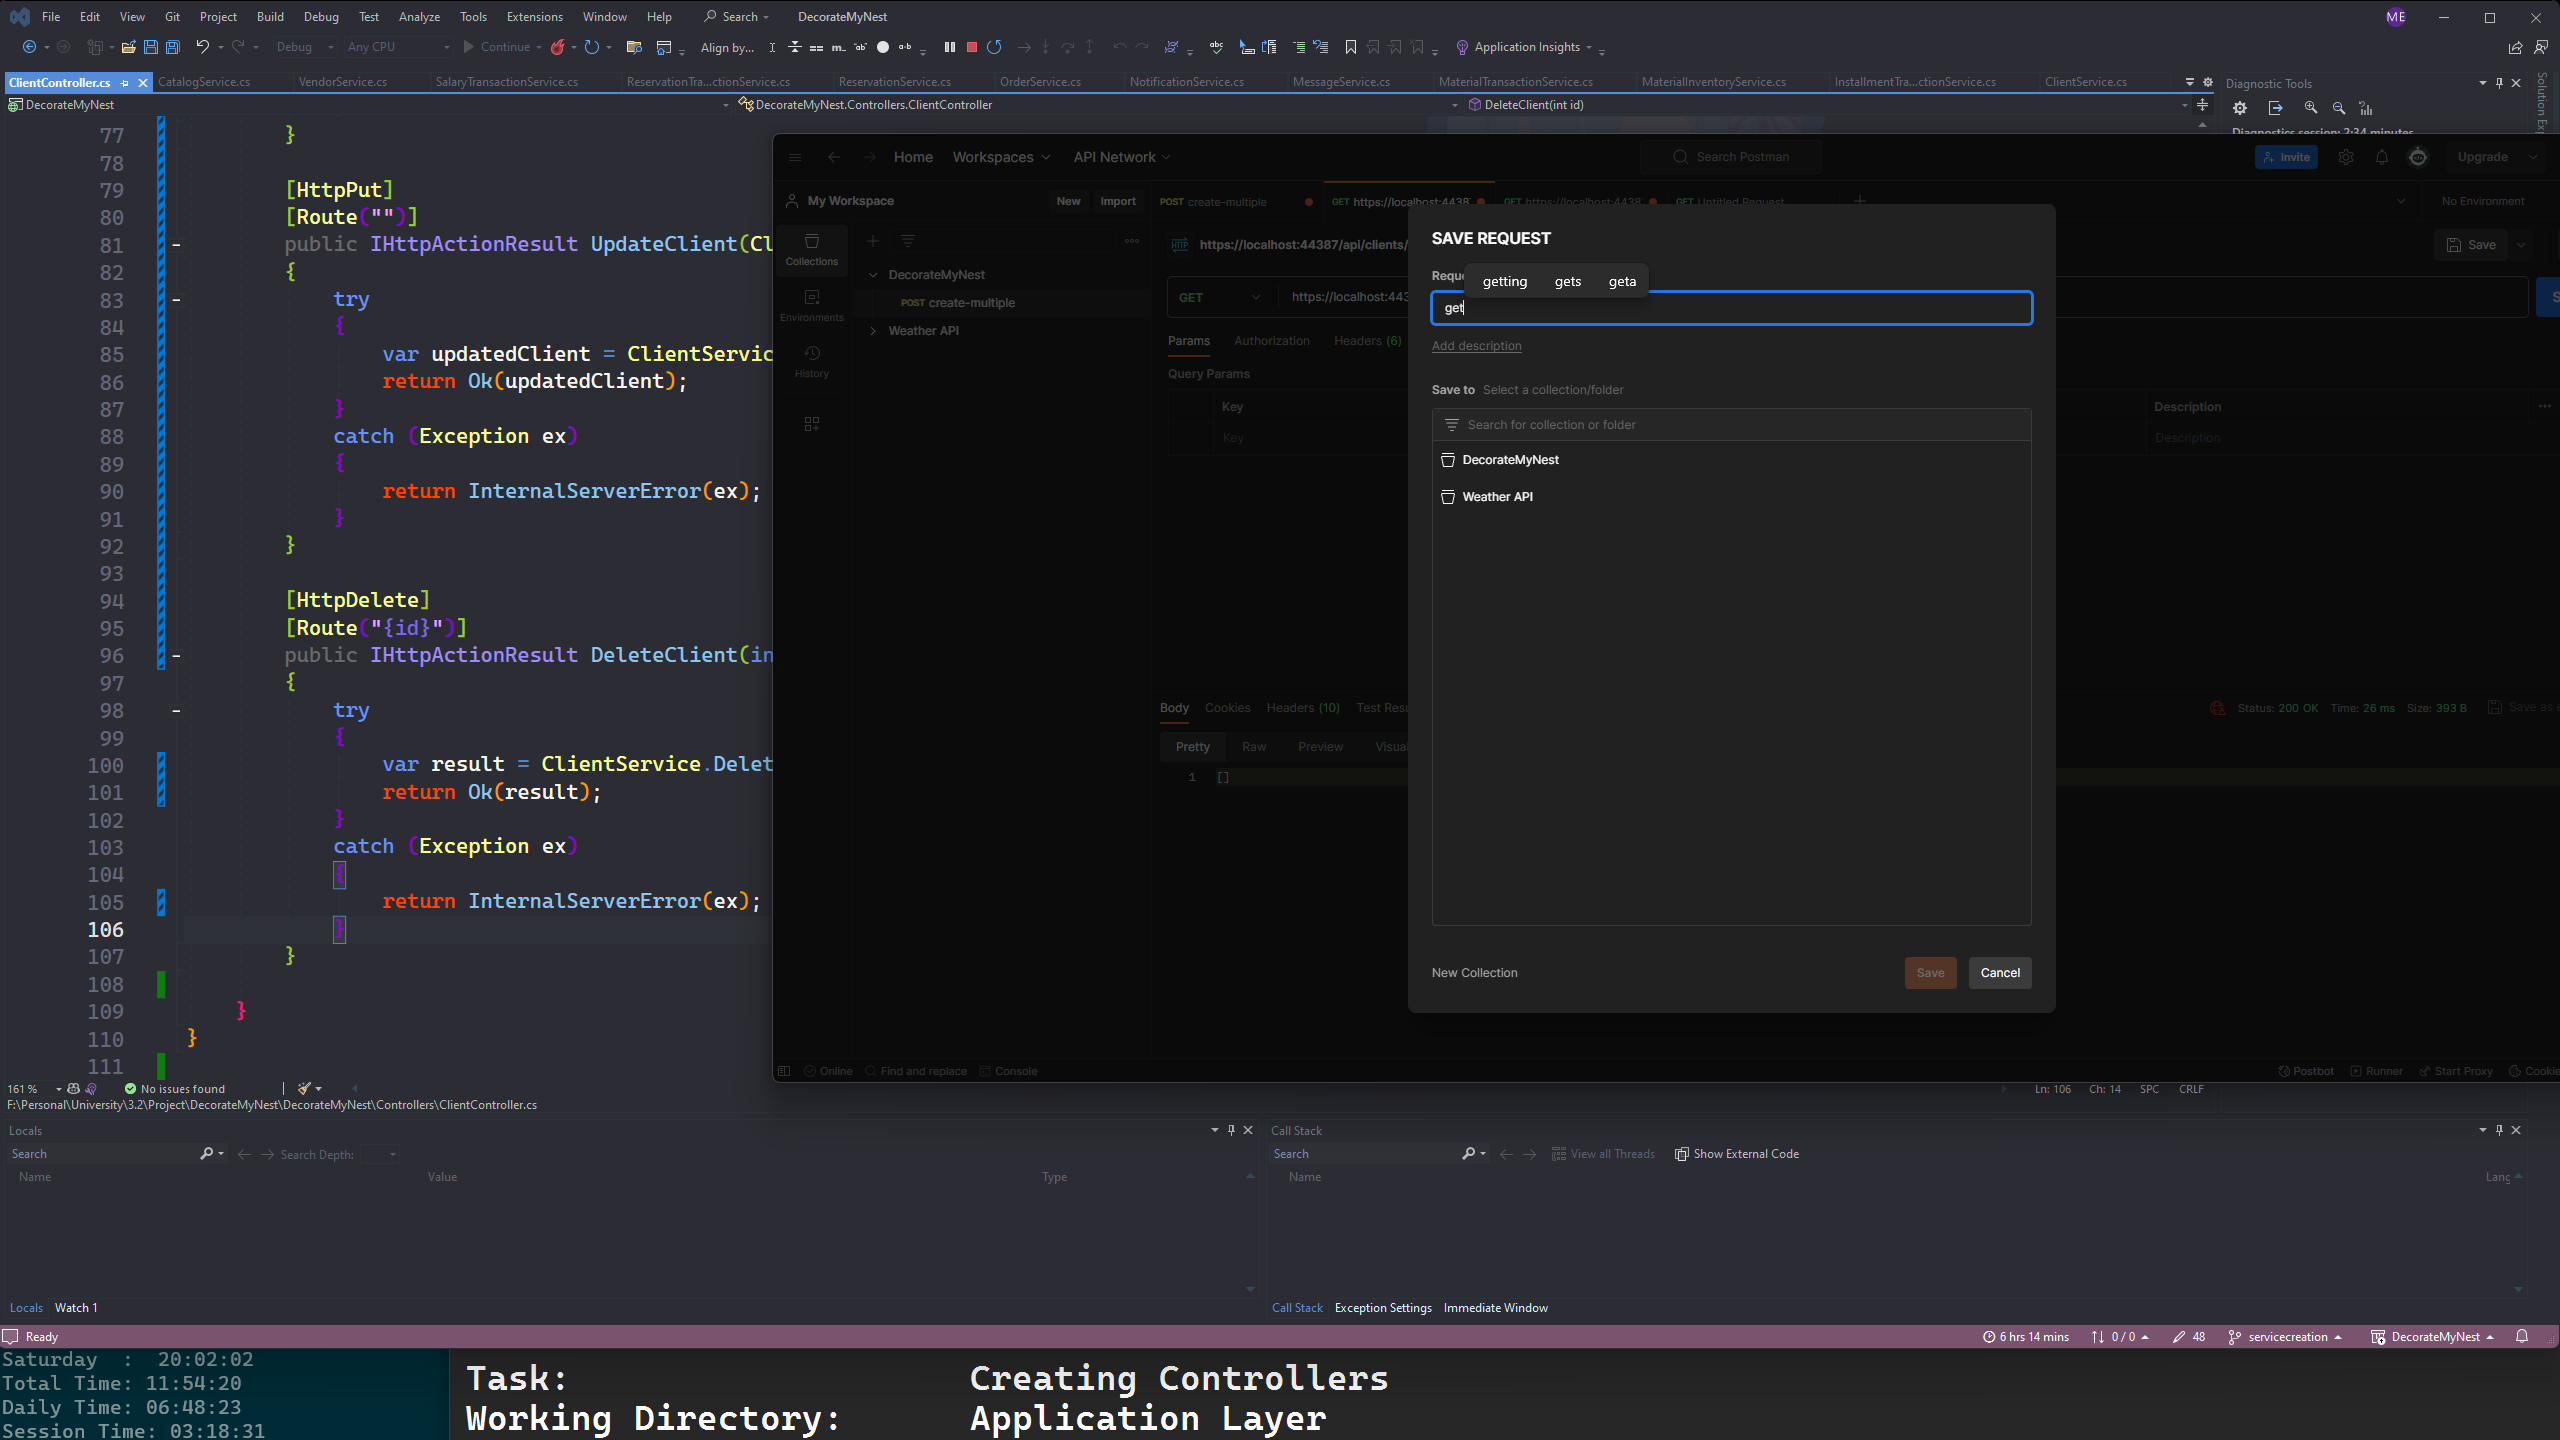 File Edit View Git Project Build Debug Test Analyze Tools Extensions Window Help Search DecorateMyNest ME
Debug Any CPU Continue Align by... Application Insights
ClientController.cs CatalogService.cs VendorService.cs SalaryTransactionService.cs ReservationTra...ctionService.cs ReservationService.cs OrderService.cs NotificationService.cs MessageService.cs MaterialTransactionService.cs MaterialInventoryService.cs InstallmentTra...ctionService.cs ClientService.cs Diagnostic Tools
DecorateMyNest DecorateMyNest.Controllers.ClientController DeleteClient(int id)
Diagnostics session: 2:34 minutes
77 }
78
79 [HttpPut]
80 [Route("")]
81 public IHttpActionResult UpdateClient(Cl
82 {
83 try
84 {
85 var updatedClient = ClientServic
86 return Ok(updatedClient);
87 }
88 catch (Exception ex)
89 {
90 return InternalServerError(ex);
91 }
92 }
93
94 [HttpDelete]
95 [Route("{id}")]
96 public IHttpActionResult DeleteClient(in
97 {
98 try
99 {
100 var result = ClientService.Delet
101 return Ok(result);
102 }
103 catch (Exception ex)
104 {
105 return InternalServerError(ex);
106 }
107 }
108
109 }
110 }
111
Home Workspaces API Network Search Postman Invite Upgrade
My Workspace New Import POST create-multiple GET https://localhost:4438 GET https://localhost:4438 GET Untitled Request No Environment
Collections
Environments
History
DecorateMyNest
POST create-multiple
Weather API
HTTP https://localhost:44387/api/clients/ Save
GET https://localhost:443
Params Authorization Headers (6)
Query Params
Key Description
Key Description
SAVE REQUEST
Reque
getting gets geta
get
Add description
Save to Select a collection/folder
Search for collection or folder
DecorateMyNest
Weather API
New Collection Save Cancel
Body Cookies Headers (10) Test Resu Status: 200 OK Time: 26 ms Size: 393 B Save as e
Pretty Raw Preview Visual
1 []
Online Find and replace Console Postbot Runner Start Proxy Cookie
161 % No issues found Ln: 106 Ch: 14 SPC CRLF
F:\Personal\University\3.2\Project\DecorateMyNest\DecorateMyNest\Controllers\ClientController.cs
Locals
Search Search Depth:
Name Value Type
Locals Watch 1
Call Stack
Search View all Threads Show External Code
Name Lang
Call Stack Exception Settings Immediate Window
Ready 6 hrs 14 mins 0 / 0 48 servicecreation DecorateMyNest
Saturday : 20:02:02
Total Time: 11:54:20
Daily Time: 06:48:23
Session Time: 03:18:31
Task: Creating Controllers
Working Directory: Application Layer